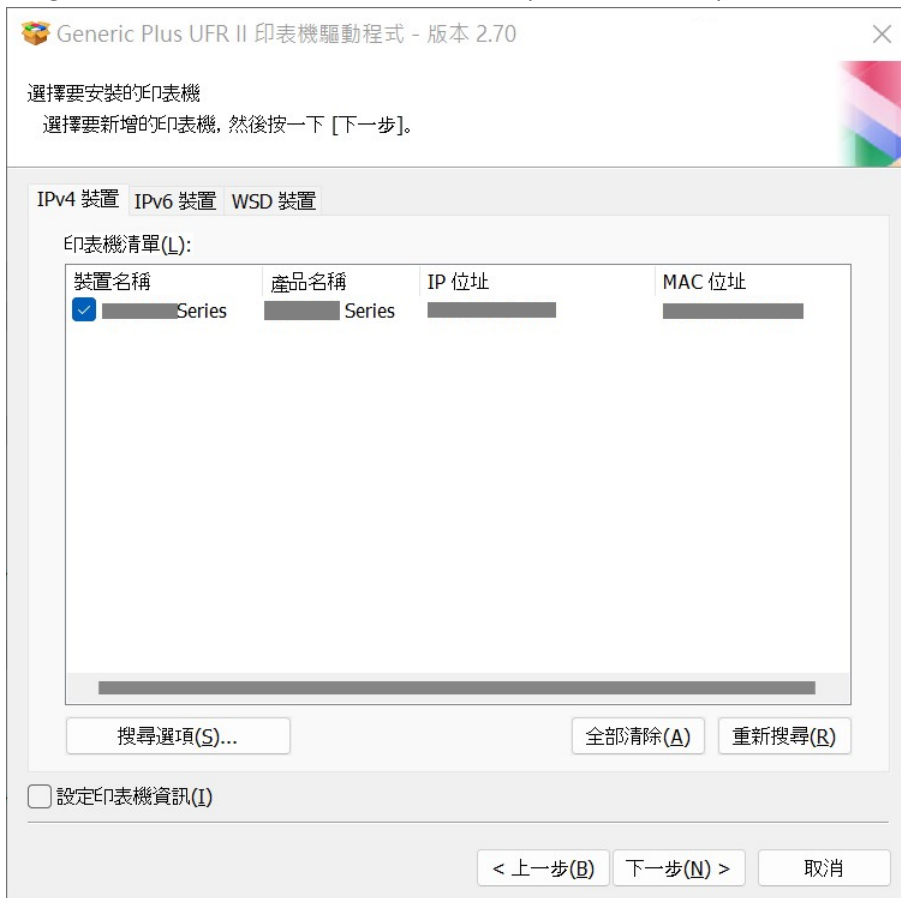 Generic Plus UFR II 印表機驅動程式 - 版本 2.70
選擇要安裝的印表機
選擇要新增的印表機, 然後按一下 [下一步]。
IPv4 裝置 IPv6 裝置 WSD 裝置
印表機清單(L):
裝置名稱 產品名稱 IP 位址 MAC 位址
Series Series
搜尋選項(S)... 全部清除(A) 重新搜尋(R)
設定印表機資訊(I)
< 上一步(B) 下一步(N) > 取消